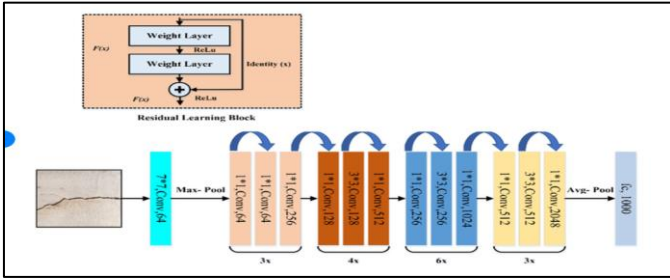 Weight Layer
F(x)
ReLu
Weight Layer
Identity (x)
+
F(x)
ReLu
Residual Learning Block
7*7,Conv,64
Max- Pool
1*1,Conv,64
1*1,Conv,64
1*1,Conv,256
3x
1*1,Conv,128
3*3,Conv,128
1*1,Conv,512
4x
1*1,Conv,256
3*3,Conv,256
1*1,Conv,1024
6x
1*1,Conv,512
3*3,Conv,512
1*1,Conv,2048
3x
Avg- Pool
fc, 1000